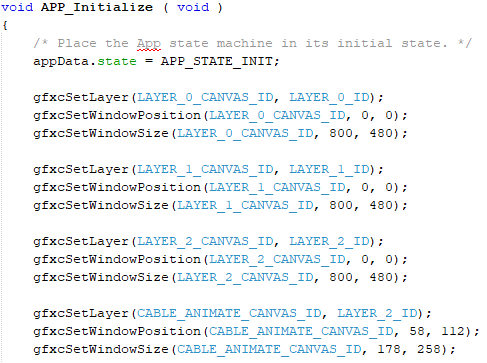 void APP_Initialize ( void )
{
/* Place the App state machine in its initial state. */
appData.state = APP_STATE_INIT;
gfxcSetLayer(LAYER_0_CANVAS_ID, LAYER_0_ID);
gfxcSetWindowPosition(LAYER_0_CANVAS_ID, 0, 0);
gfxcSetWindowSize(LAYER_0_CANVAS_ID, 800, 480);
gfxcSetLayer(LAYER_1_CANVAS_ID, LAYER_1_ID);
gfxcSetWindowPosition(LAYER_1_CANVAS_ID, 0, 0);
gfxcSetWindowSize(LAYER_1_CANVAS_ID, 800, 480);
gfxcSetLayer(LAYER_2_CANVAS_ID, LAYER_2_ID);
gfxcSetWindowPosition(LAYER_2_CANVAS_ID, 0, 0);
gfxcSetWindowSize(LAYER_2_CANVAS_ID, 800, 480);
gfxcSetLayer(CABLE_ANIMATE_CANVAS_ID, LAYER_2_ID);
gfxcSetWindowPosition(CABLE_ANIMATE_CANVAS_ID, 58, 112);
gfxcSetWindowSize(CABLE_ANIMATE_CANVAS_ID, 178, 258);